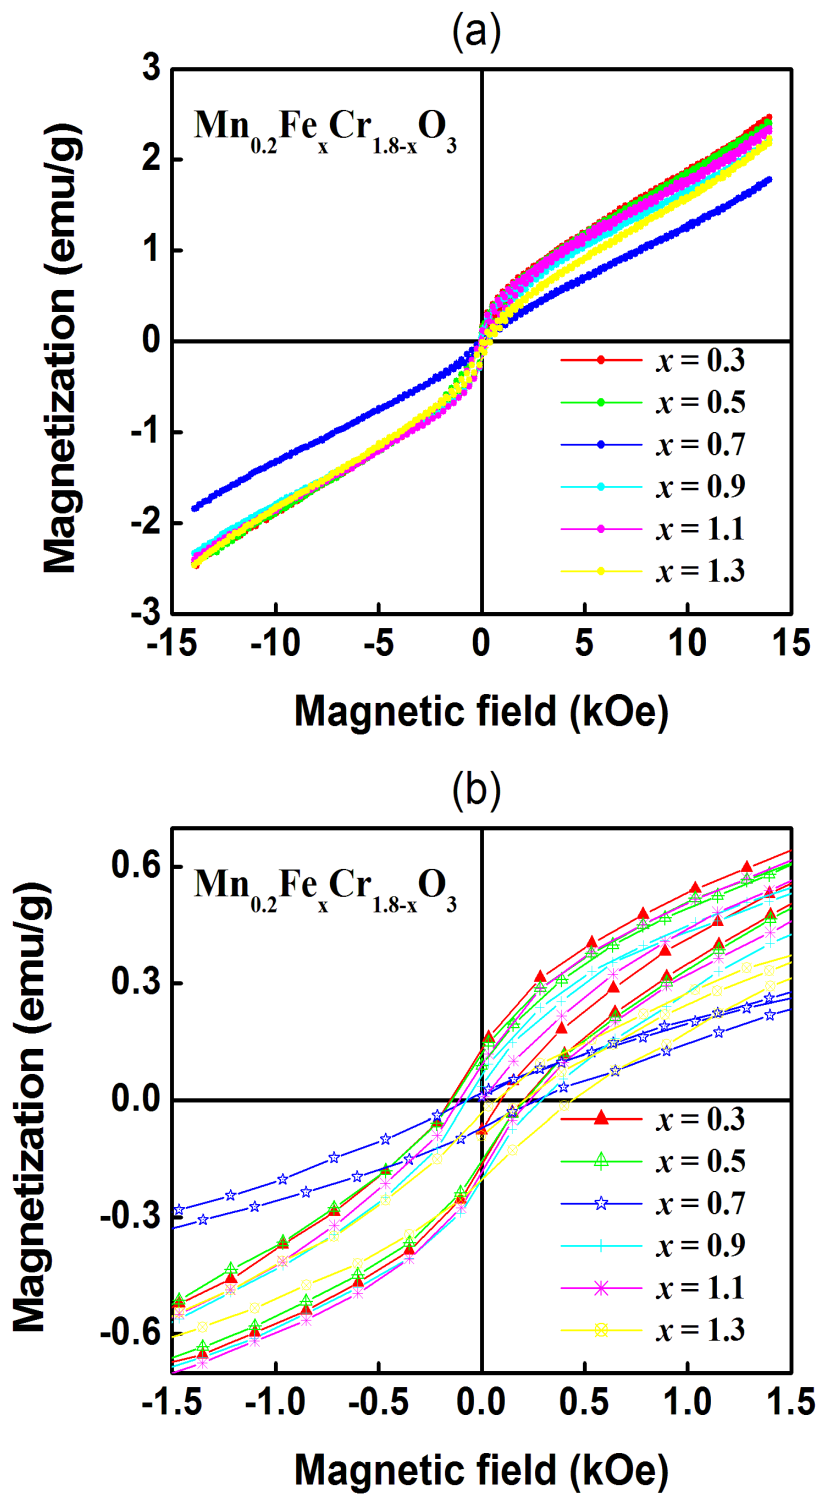 (a)
Mn0.2FexCr1.8-xO3
Magnetization (emu/g)
3
2
1
0
-1
-2
-3
x = 0.3
x = 0.5
x = 0.7
x = 0.9
x = 1.1
x = 1.3
-15 -10 -5 0 5 10 15
Magnetic field (kOe)
(b)
Mn0.2FexCr1.8-xO3
Magnetization (emu/g)
0.6
0.3
0.0
-0.3
-0.6
x = 0.3
x = 0.5
x = 0.7
x = 0.9
x = 1.1
x = 1.3
-1.5 -1.0 -0.5 0.0 0.5 1.0 1.5
Magnetic field (kOe)